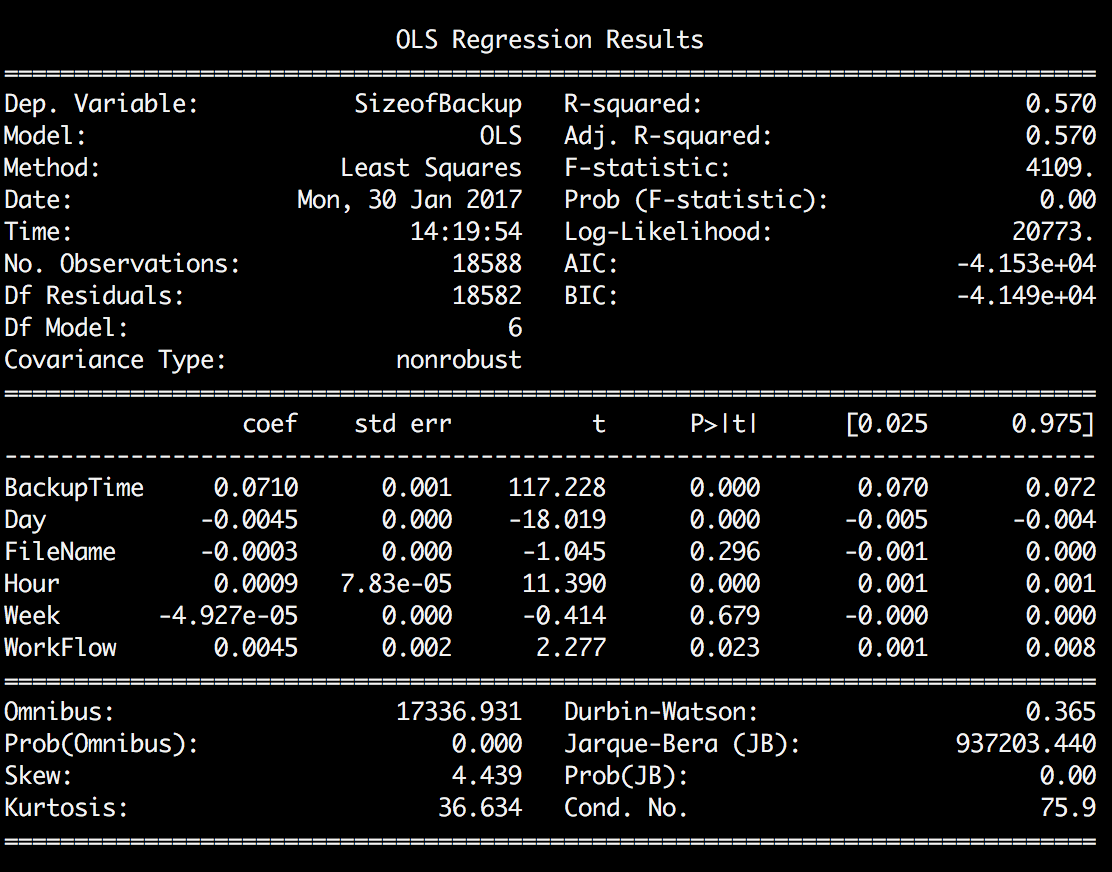 OLS Regression Results
==============================================================================
Dep. Variable:           SizeofBackup   R-squared:                       0.570
Model:                            OLS   Adj. R-squared:                  0.570
Method:                 Least Squares   F-statistic:                     4109.
Date:                Mon, 30 Jan 2017   Prob (F-statistic):               0.00
Time:                        14:19:54   Log-Likelihood:                 20773.
No. Observations:               18588   AIC:                        -4.153e+04
Df Residuals:                   18582   BIC:                        -4.149e+04
Df Model:                           6
Covariance Type:            nonrobust
==============================================================================
                 coef    std err          t      P>|t|      [0.025      0.975]
------------------------------------------------------------------------------
BackupTime     0.0710      0.001    117.228      0.000       0.070       0.072
Day           -0.0045      0.000    -18.019      0.000      -0.005      -0.004
FileName      -0.0003      0.000     -1.045      0.296      -0.001       0.000
Hour           0.0009   7.83e-05     11.390      0.000       0.001       0.001
Week       -4.927e-05      0.000     -0.414      0.679      -0.000       0.000
WorkFlow       0.0045      0.002      2.277      0.023       0.001       0.008
==============================================================================
Omnibus:                    17336.931   Durbin-Watson:                   0.365
Prob(Omnibus):                  0.000   Jarque-Bera (JB):           937203.440
Skew:                           4.439   Prob(JB):                         0.00
Kurtosis:                      36.634   Cond. No.                         75.9
==============================================================================